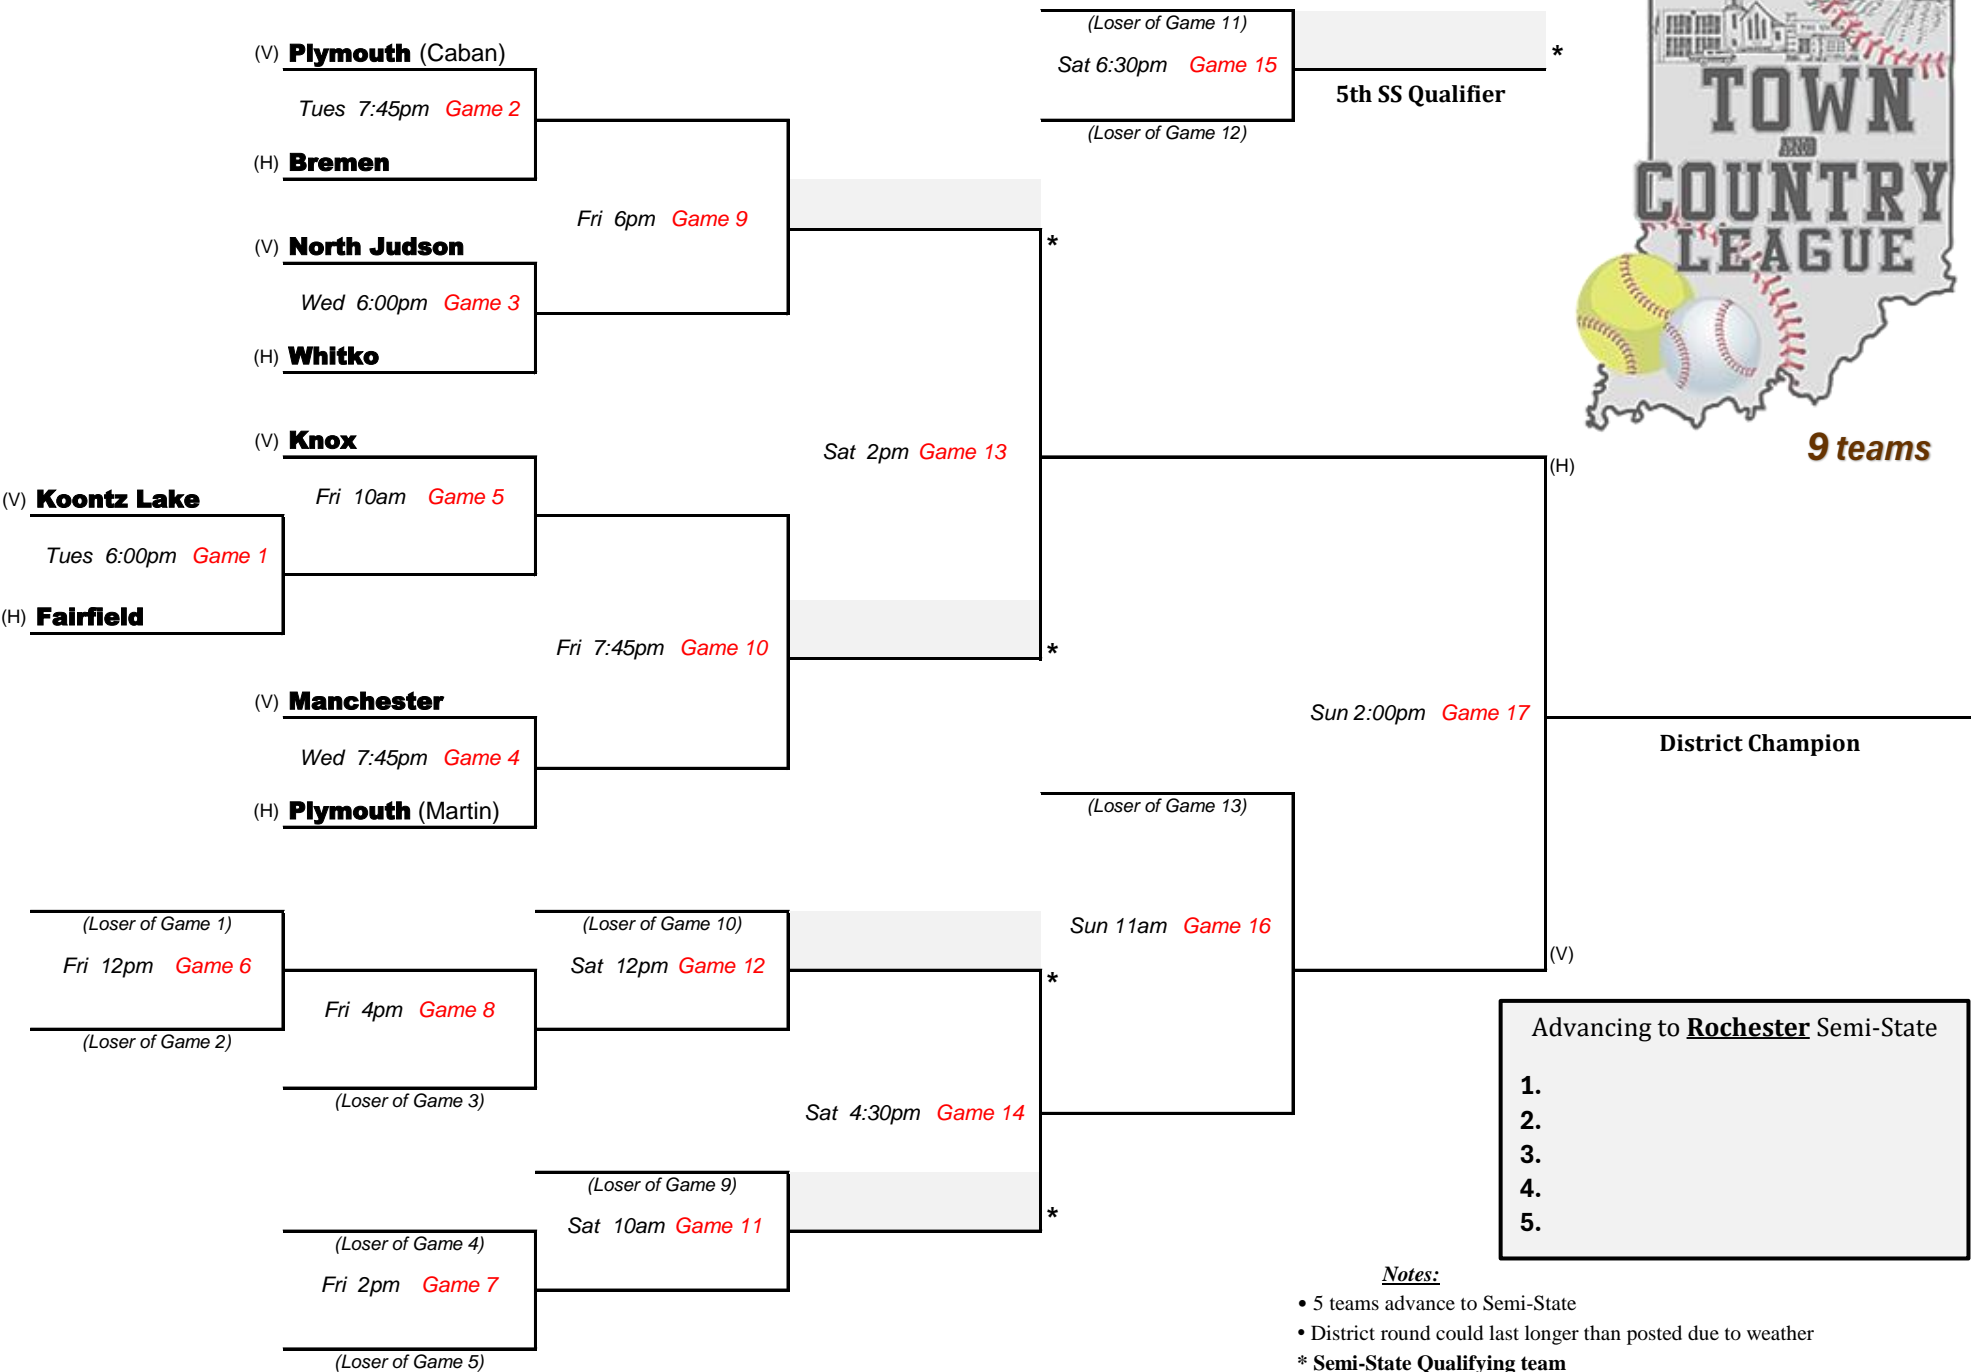 (Loser of Game 11)
(V) Plymouth (Caban)
*
Sat 6:30pm Game 15
5th SS Qualifier
Tues 7:45pm Game 2
(Loser of Game 12)
(H) Bremen
TOWN
AND
COUNTRY
LEAGUE
Fri 6pm Game 9
(V) North Judson
*
Wed 6:00pm Game 3
(H) Whitko
(V) Knox
Sat 2pm Game 13
9 teams
(H)
(V) Koontz Lake
Fri 10am Game 5
Tues 6:00pm Game 1
(H) Fairfield
Fri 7:45pm Game 10
*
(V) Manchester
Sun 2:00pm Game 17
District Champion
Wed 7:45pm Game 4
(H) Plymouth (Martin)
(Loser of Game 13)
(Loser of Game 1)
(Loser of Game 10)
Sun 11am Game 16
Fri 12pm Game 6
Sat 12pm Game 12
(V)
*
Fri 4pm Game 8
(Loser of Game 2)
Advancing to Rochester Semi-State
1.
2.
3.
4.
5.
(Loser of Game 3)
Sat 4:30pm Game 14
(Loser of Game 9)
*
Sat 10am Game 11
(Loser of Game 4)
Fri 2pm Game 7
(Loser of Game 5)
Notes:
• 5 teams advance to Semi-State
• District round could last longer than posted due to weather
* Semi-State Qualifying team